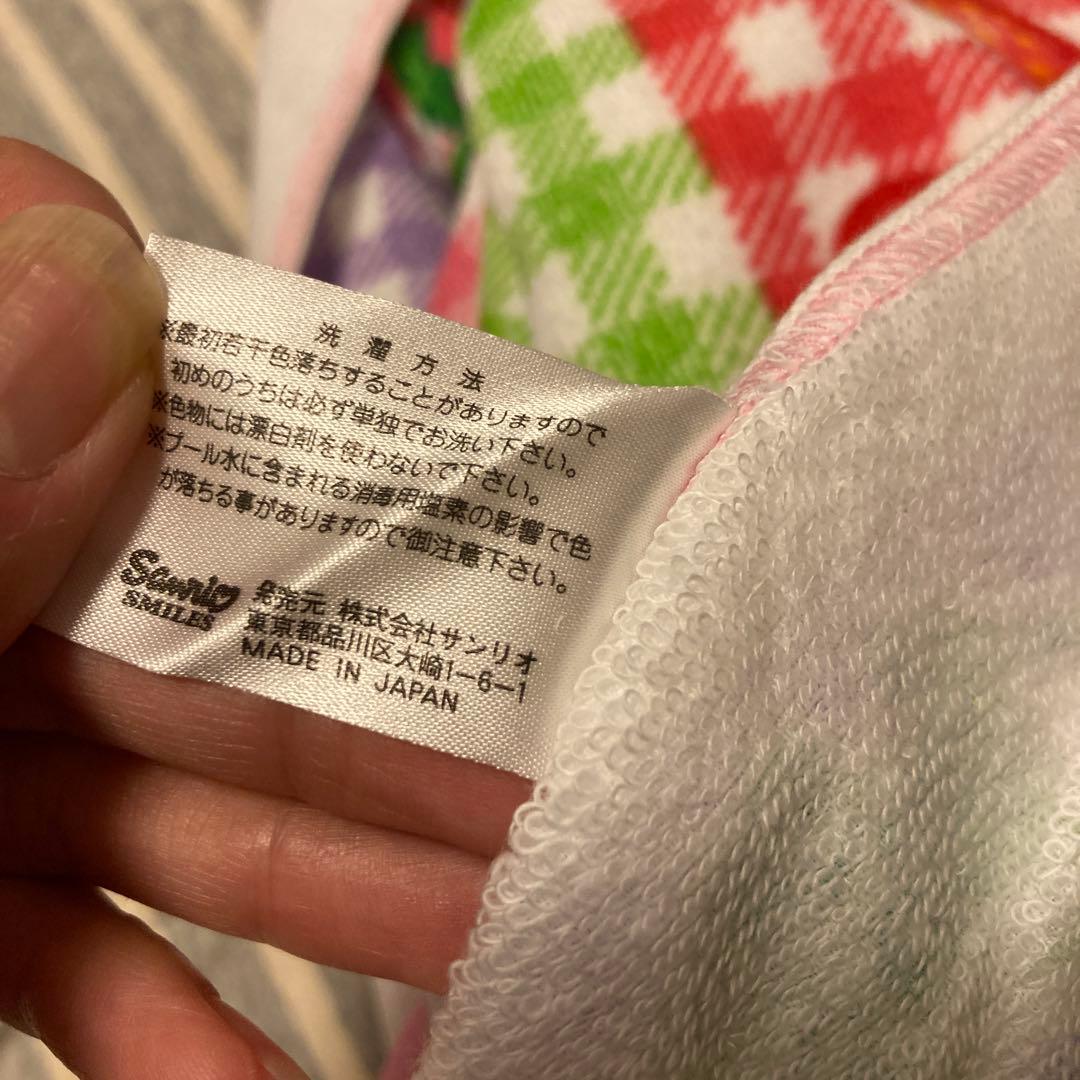 洗濯方法
※最初若干色落ちすることがありますので
初めのうちは必ず単独でお洗い下さい。
※色物には漂白剤を使わないで下さい。
※プール水に含まれる消毒用塩素の影響で色
が落ちる事がありますので御注意下さい。
Sanrio
SMILES
発売元 株式会社サンリオ
東京都品川区大崎1-6-1
MADE IN JAPAN